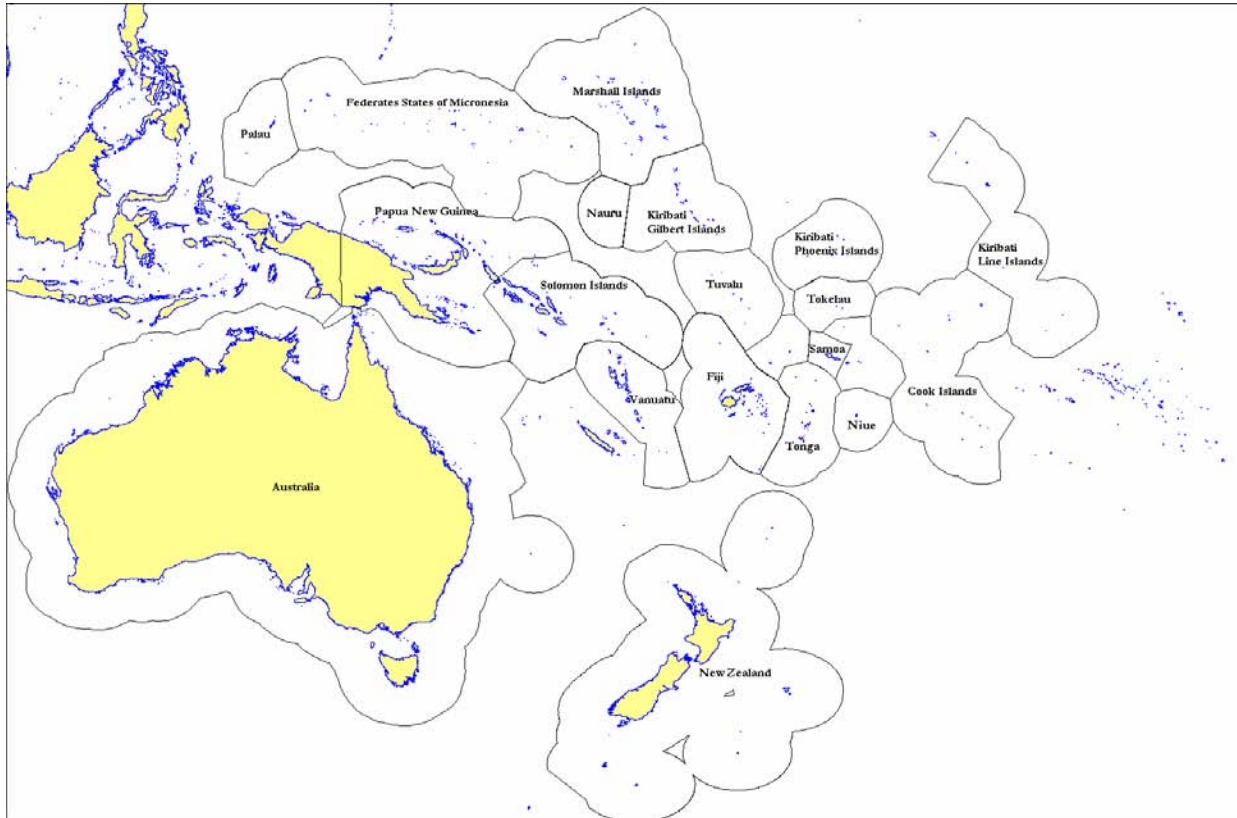 Marshall Islands
Federates States of Micronesia
Palau
Papua New Guinea
Nauru
Kiribati
Gilbert Islands
Kiribati
Phoenix Islands
Kiribati
Line Islands
Solomon Islands
Tuvalu
Tokelau
Samoa
Fiji
Vanuatu
Cook Islands
Niue
Tonga
Australia
New Zealand